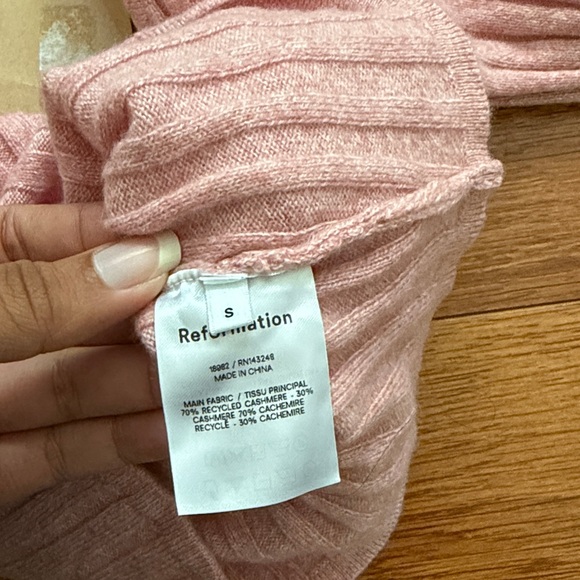 S
Reformation
16982 / RN143248
MADE IN CHINA
MAIN FABRIC / TISSU PRINCIPAL
70% RECYCLED CASHMERE - 30%
CASHMERE 70% CACHEMIRE
RECYCLÉ - 30% CACHEMIRE